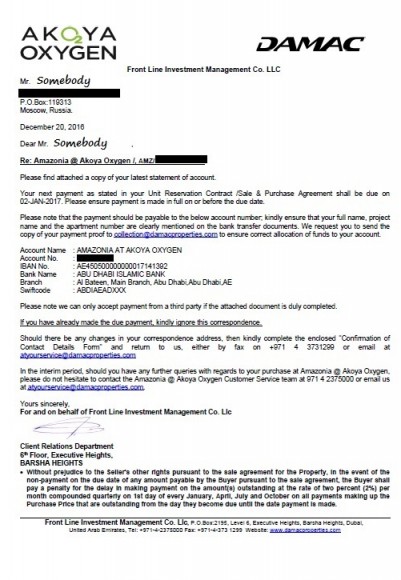 AKOYA
OXYGEN
DAMAC
Front Line Investment Management Co. LLC
Mr. Somebody
P.O.Box:119313
Moscow, Russia.
December 20, 2016
Dear Mr. Somebody ,
Re: Amazonia @ Akoya Oxygen /, AMZ/
Please find attached a copy of your latest statement of account.
Your next payment as stated in your Unit Reservation Contract /Sale & Purchase Agreement shall be due on
02-JAN-2017. Please ensure payment is made in full on or before the due date.
Please note that the payment should be payable to the below account number; kindly ensure that your full name, project
name and the apartment number are clearly mentioned on the bank transfer documents. We request you to send the
copy of your payment proof to collection@damacproperties.com to ensure correct allocation of funds to your account.
Account Name : AMAZONIA AT AKOYA OXYGEN
Account No. :
IBAN No. : AE450500000000017141392
Bank Name : ABU DHABI ISLAMIC BANK
Branch : Al Bateen, Main Branch, Abu Dhabi,Abu Dhabi,AE
Swiftcode : ABDIAEADXXX
Please note we can only accept payment from a third party if the attached document is duly completed.
If you have already made the due payment, kindly ignore this correspondence.
Should there be any changes in your correspondence address, then kindly complete the enclosed “Confirmation of
Contact Details Form” and return to us, either by fax on +971 4 3731299 or email at
atyourservice@damacproperties.com
In the interim period, should you have any further queries with regards to your purchase at Amazonia @ Akoya Oxygen,
please do not hesitate to contact the Amazonia @ Akoya Oxygen Customer Service team at 971 4 2375000 or email us
at atyourservice@damacproperties.com.
Yours sincerely,
For and on behalf of Front Line Investment Management Co. Llc
Client Relations Department
6th Floor, Executive Heights,
BARSHA HEIGHTS
• Without prejudice to the Seller's other rights pursuant to the sale agreement for the Property, in the event of the
non-payment on the due date of any amount payable by the Buyer pursuant to the sale agreement, the Buyer shall
pay a penalty for the delay in making payment on the amount(s) outstanding at the rate of two percent (2%) per
month compounded quarterly on 1st day of every January, April, July and October on all payments making up the
Purchase Price that are outstanding from the day they become due until the date payment is made.
Front Line Investment Management Co. Llc, P.O.Box:2195, Level 6, Executive Heights, Barsha Heights, Dubai,
United Arab Emirates, Tel: +971-4-2375000 Fax: +971-4-373 1299 Website: www.damacproperties.com